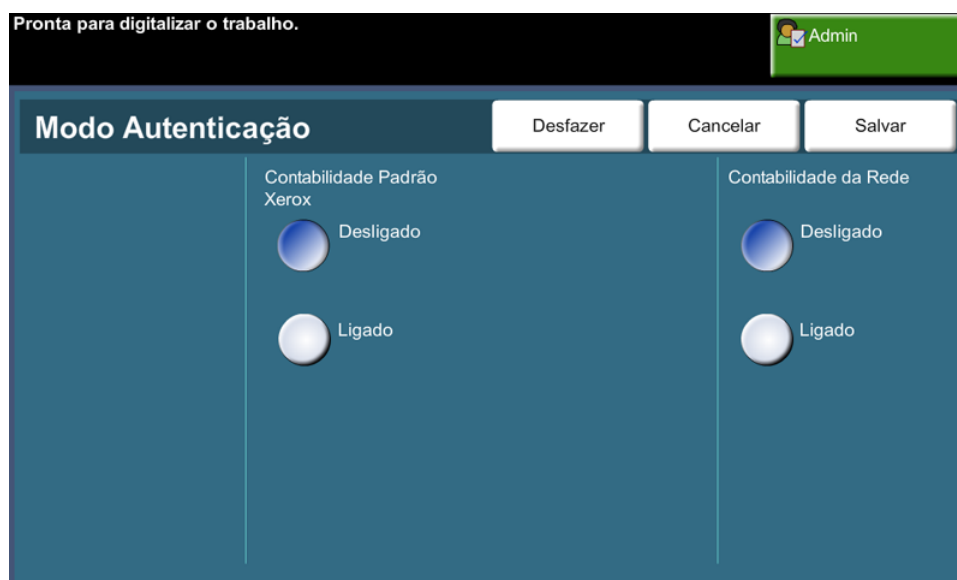 Pronta para digitalizar o trabalho.
Admin
Modo Autenticação
Desfazer
Cancelar
Salvar
Contabilidade Padrão
Xerox
Desligado
Ligado
Contabilidade da Rede
Desligado
Ligado